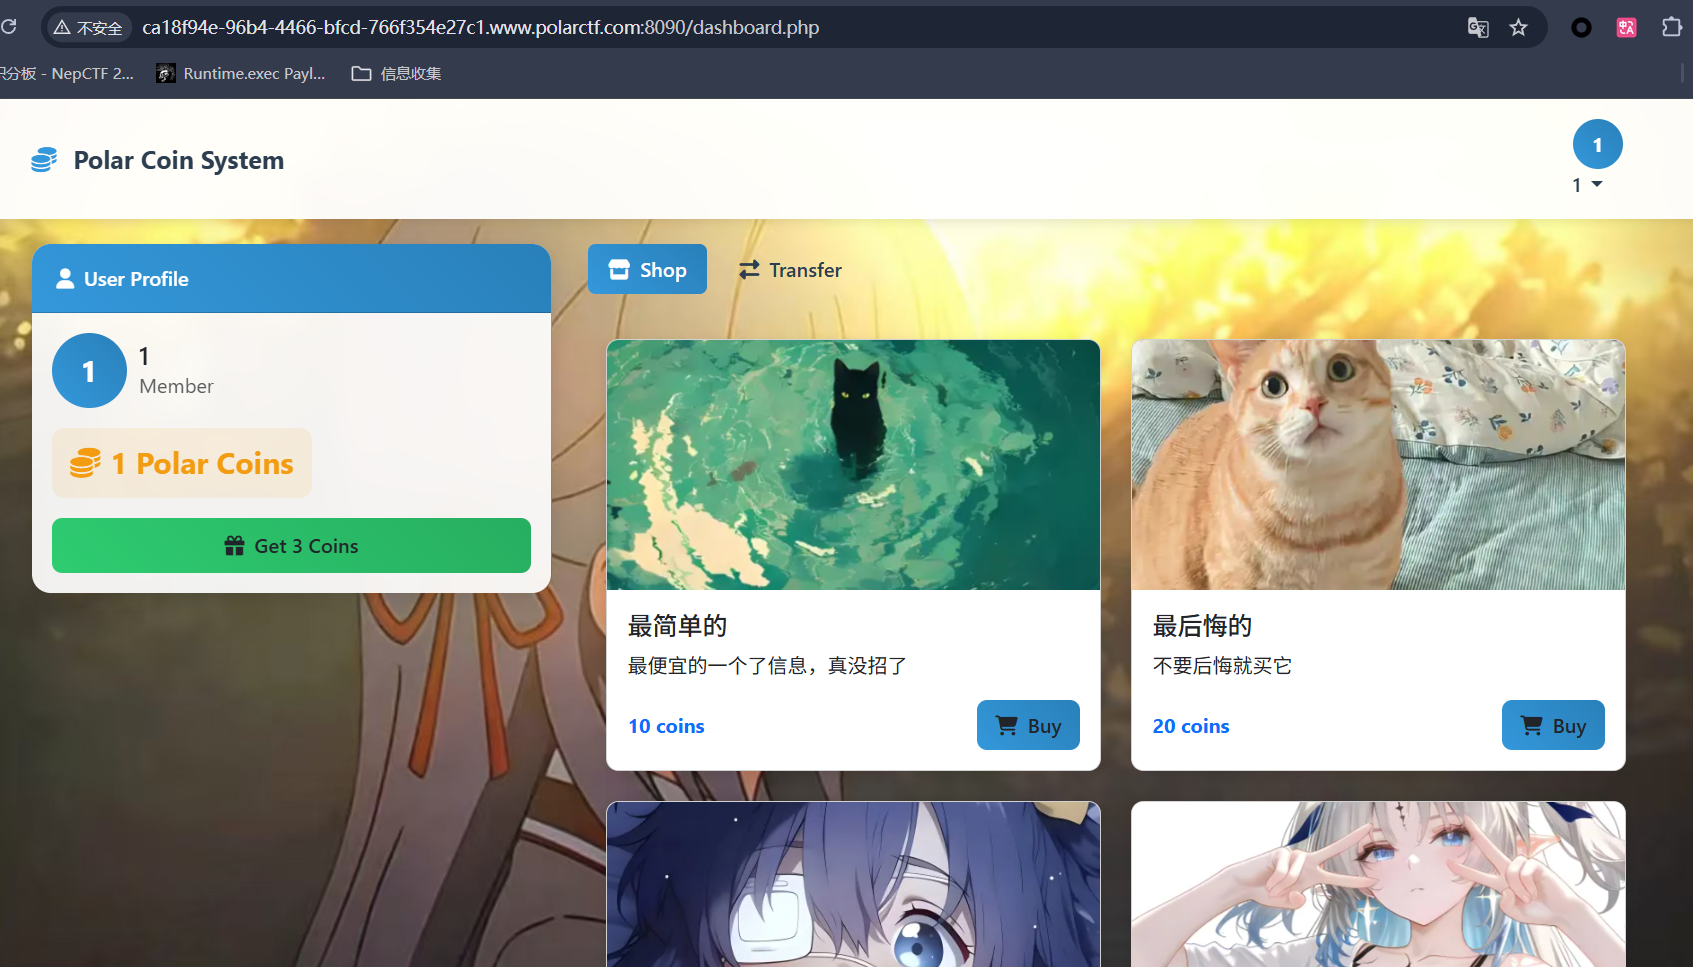 不安全 ca18f94e-96b4-4466-bfcd-766f354e27c1.www.polarctf.com:8090/dashboard.php
积分板 - NepCTF 2... Runtime.exec Payl... 信息收集
Polar Coin System
1
1
User Profile
1
1
Member
1 Polar Coins
Get 3 Coins
Shop
Transfer
最简单的
最便宜的一个了信息，真没招了
10 coins
Buy
最后悔的
不要后悔就买它
20 coins
Buy